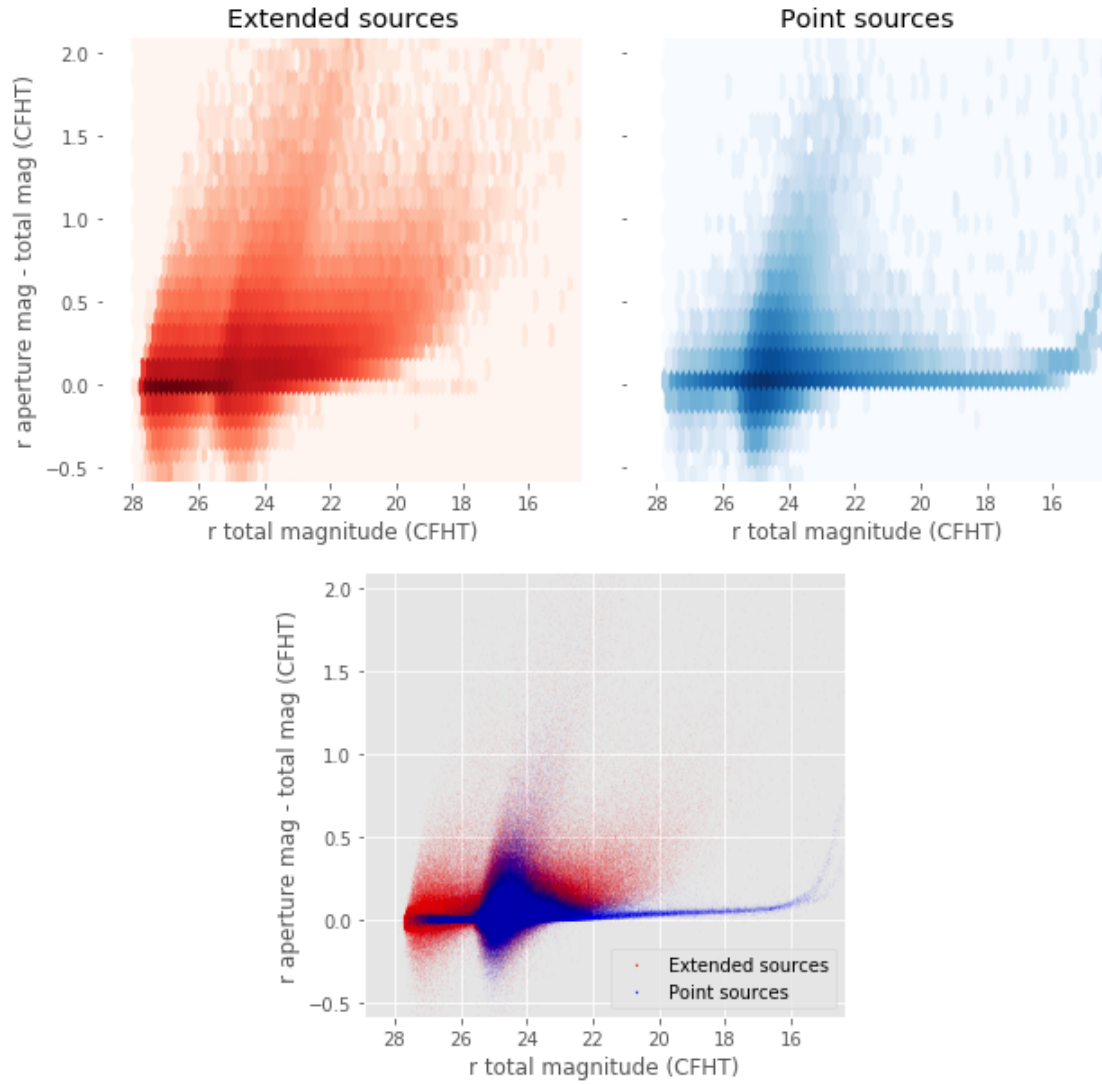 Extended sources
Point sources
r aperture mag - total mag (CFHT)
2.0
1.5
1.0
0.5
0.0
−0.5
28 26 24 22 20 18 16
28 26 24 22 20 18 16
r total magnitude (CFHT)
r total magnitude (CFHT)
r aperture mag - total mag (CFHT)
2.0
1.5
1.0
0.5
0.0
−0.5
Extended sources
Point sources
28 26 24 22 20 18 16
r total magnitude (CFHT)